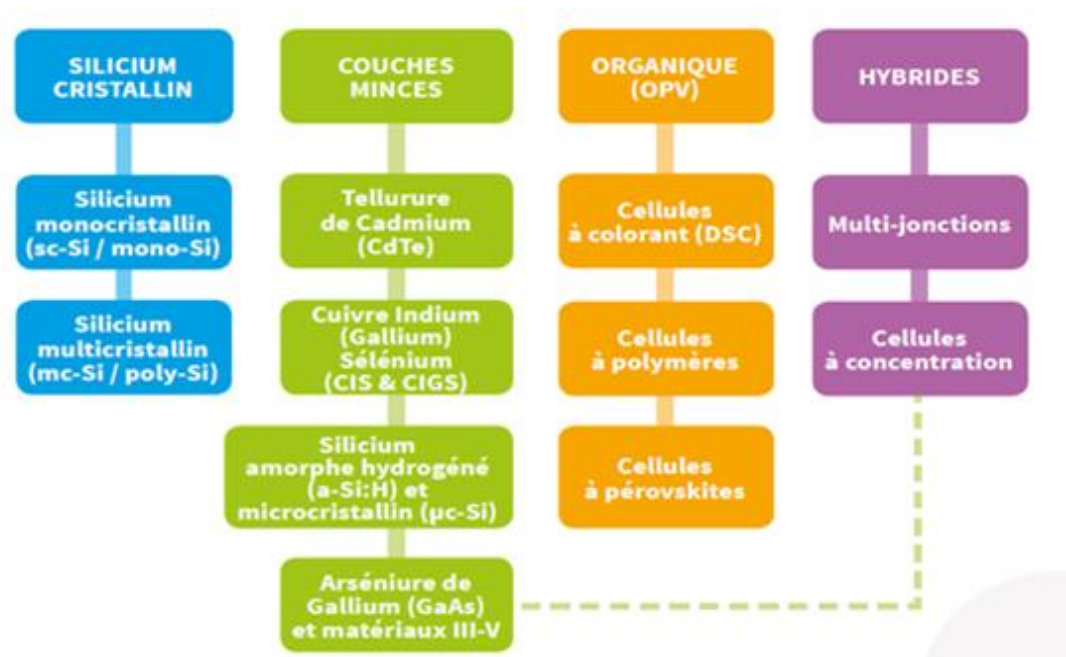 SILICIUM
CRISTALLIN
Silicium
monocristallin
(sc-Si / mono-Si)
Silicium
multicristallin
(mc-Si / poly-Si)
COUCHES
MINCES
Tellurure
de Cadmium
(CdTe)
Cuivre Indium
(Gallium)
Sélénium
(CIS & CIGS)
Silicium
amorphe hydrogéné
(a-Si:H) et
microcristallin (µc-Si)
Arséniure de
Gallium (GaAs)
et matériaux III-V
ORGANIQUE
(OPV)
Cellules
à colorant (DSC)
Cellules
à polymères
Cellules
à pérovskites
HYBRIDES
Multi-jonctions
Cellules
à concentration